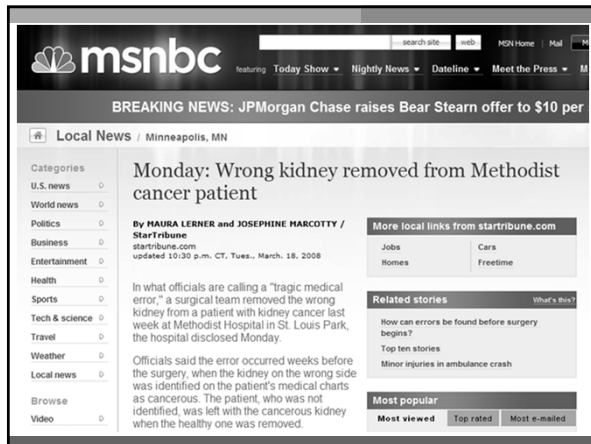 search site web MSN Home | Mail M
msnbc
featuring Today Show Nightly News Dateline Meet the Press M
BREAKING NEWS: JPMorgan Chase raises Bear Stearn offer to $10 per
Local News / Minneapolis, MN
Categories
U.S. news
World news
Politics
Business
Entertainment
Health
Sports
Tech & science
Travel
Weather
Local news
Browse
Video
Monday: Wrong kidney removed from Methodist
cancer patient
By MAURA LERNER and JOSEPHINE MARCOTTY /
StarTribune
startribune.com
updated 10:30 p.m. CT, Tues., March. 18, 2008
In what officials are calling a "tragic medical
error," a surgical team removed the wrong
kidney from a patient with kidney cancer last
week at Methodist Hospital in St. Louis Park,
the hospital disclosed Monday.
Officials said the error occurred weeks before
the surgery, when the kidney on the wrong side
was identified on the patient's medical charts
as cancerous. The patient, who was not
identified, was left with the cancerous kidney
when the healthy one was removed.
More local links from startribune.com
Jobs Cars
Homes Freetime
Related stories What's this?
How can errors be found before surgery
begins?
Top ten stories
Minor injuries in ambulance crash
Most popular
Most viewed Top rated Most e-mailed